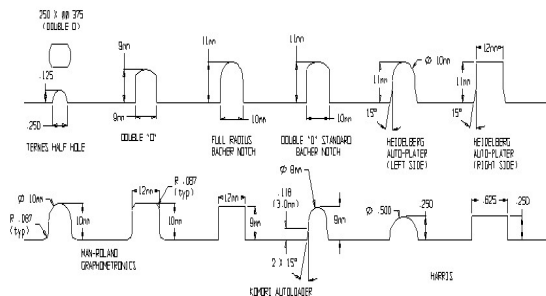 250 X MM 375
(DOUBLE D)
.125
.250
TERNES HALF HOLE
9mm
9mm
DOUBLE "D"
11mm
10mm
FULL RADIUS
BACHER NOTCH
11mm
10mm
DOUBLE "D" STANDARD
BACHER NOTCH
Ø 10mm
11mm
15°
HEIDELBERG
AUTO-PLATER
(LEFT SIDE)
12mm
11mm
15°
HEIDELBERG
AUTO-PLATER
(RIGHT SIDE)
Ø 10mm
R .087
(typ)
10mm
12mm
R .087
(typ)
10mm
MAN-ROLAND
GRAPHOMETRONICS
12mm
9mm
Ø 8mm
.118
(3.0mm)
9mm
2 X 15°
KOMORI AUTOLOADER
Ø .500
.250
.625
.250
HARRIS